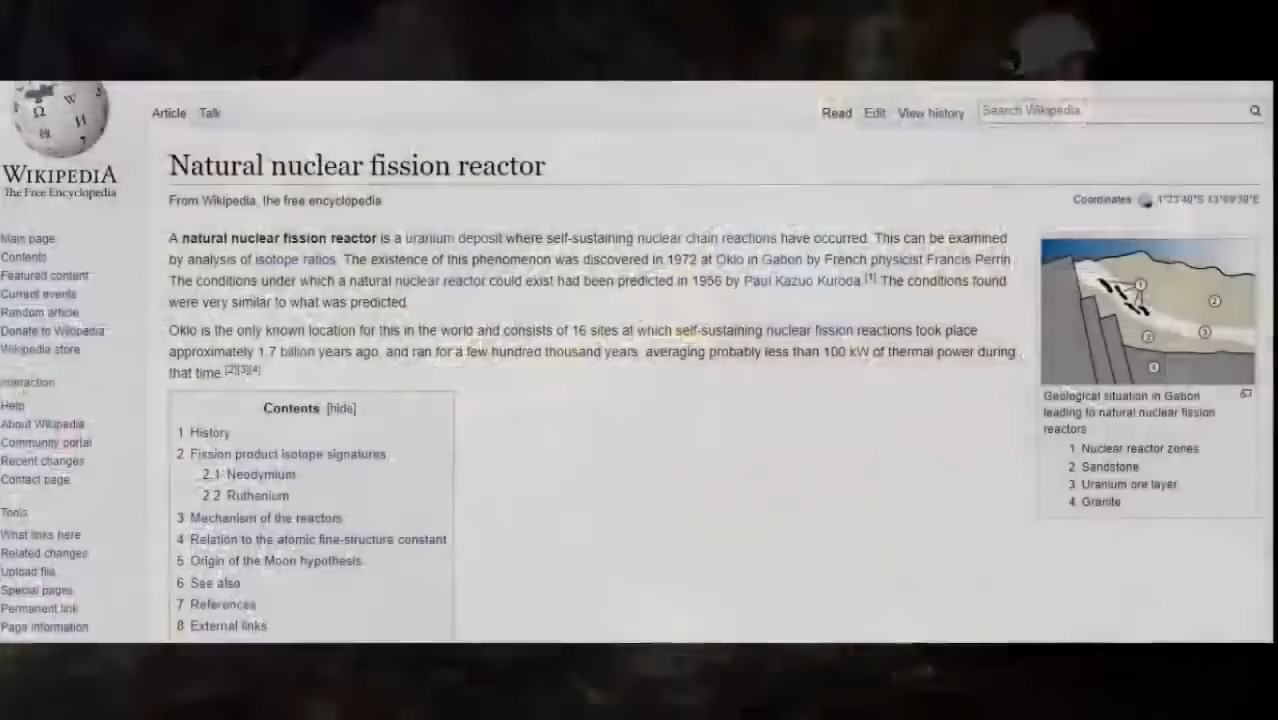 Article Talk
Read Edit View history Search Wikipedia
WIKIPEDIA
The Free Encyclopedia
Natural nuclear fission reactor
From Wikipedia, the free encyclopedia
Coordinates
Main page
Contents
Featured content
Current events
Random article
Donate to Wikipedia
Wikipedia store
Interaction
Help
About Wikipedia
Community portal
Recent changes
Contact page
Tools
What links here
Related changes
Upload file
Special pages
Permanent link
Page information
A natural nuclear fission reactor is a uranium deposit where self-sustaining nuclear chain reactions have occurred. This can be examined
by analysis of isotope ratios. The existence of this phenomenon was discovered in 1972 at Oklo in Gabon by French physicist Francis Perrin.
The conditions under which a natural nuclear reactor could exist had been predicted in 1956 by Paul Kazuo Kuroda.[1] The conditions found
were very similar to what was predicted.
Oklo is the only known location for this in the world and consists of 16 sites at which self-sustaining nuclear fission reactions took place
approximately 1.7 billion years ago, and ran for a few hundred thousand years, averaging probably less than 100 kW of thermal power during
that time.[2][3][4]
Contents [hide]
1 History
2 Fission product isotope signatures
2.1 Neodymium
2.2 Ruthenium
3 Mechanism of the reactors
4 Relation to the atomic fine-structure constant
5 Origin of the Moon hypothesis
6 See also
7 References
8 External links
1
2
3
4
Geological situation in Gabon
leading to natural nuclear fission
reactors
1 Nuclear reactor zones
2 Sandstone
3 Uranium ore layer
4 Granite